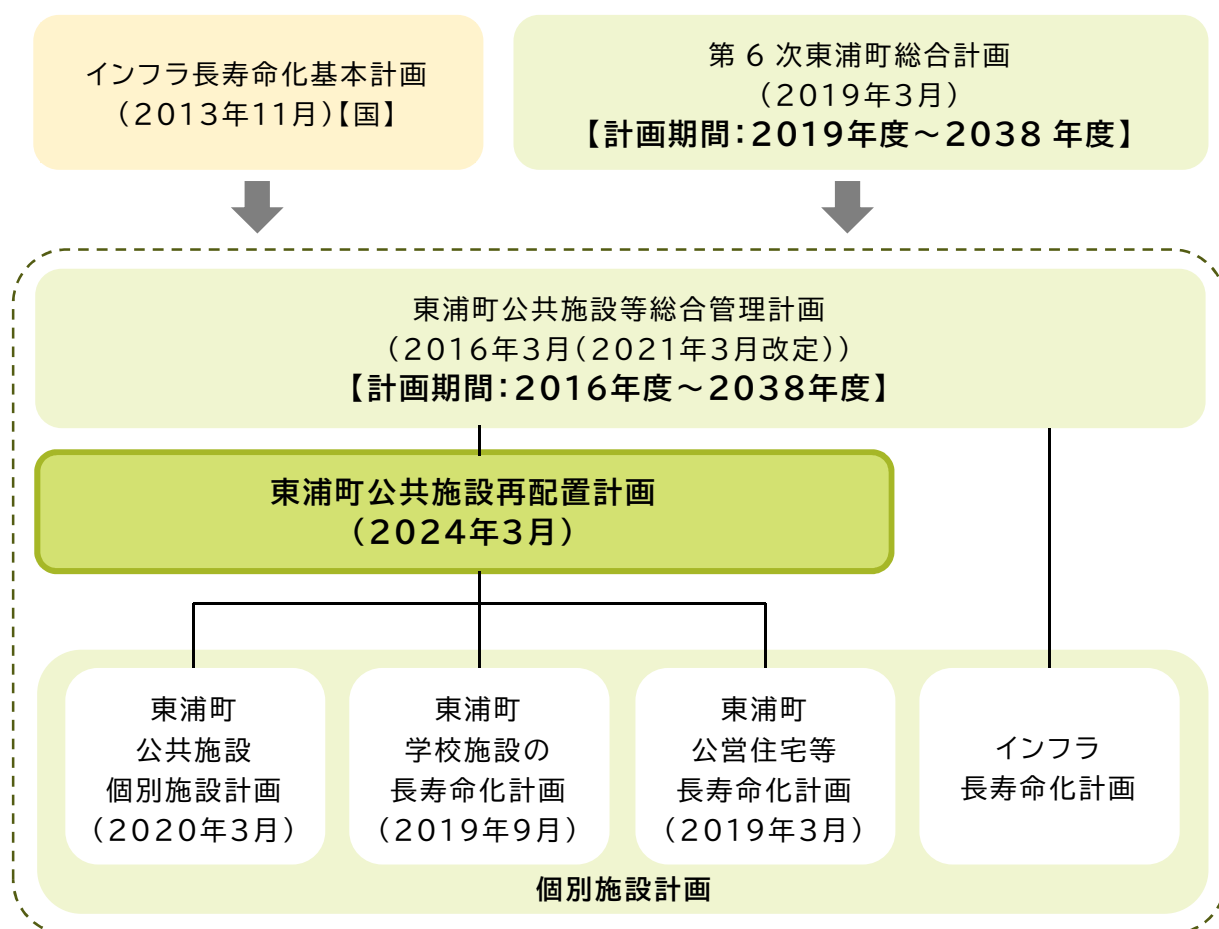 インフラ長寿命化基本計画
（2013年11月）【国】
第 6 次東浦町総合計画
（2019年3月）
【計画期間：2019年度～2038 年度】
東浦町公共施設等総合管理計画
（2016年3月（2021年3月改定））
【計画期間：2016年度～2038年度】
東浦町公共施設再配置計画
（2024年3月）
東浦町
公共施設
個別施設計画
（2020年3月）
東浦町
学校施設の
長寿命化計画
（2019年9月）
東浦町
公営住宅等
長寿命化計画
（2019年3月）
インフラ
長寿命化計画
個別施設計画